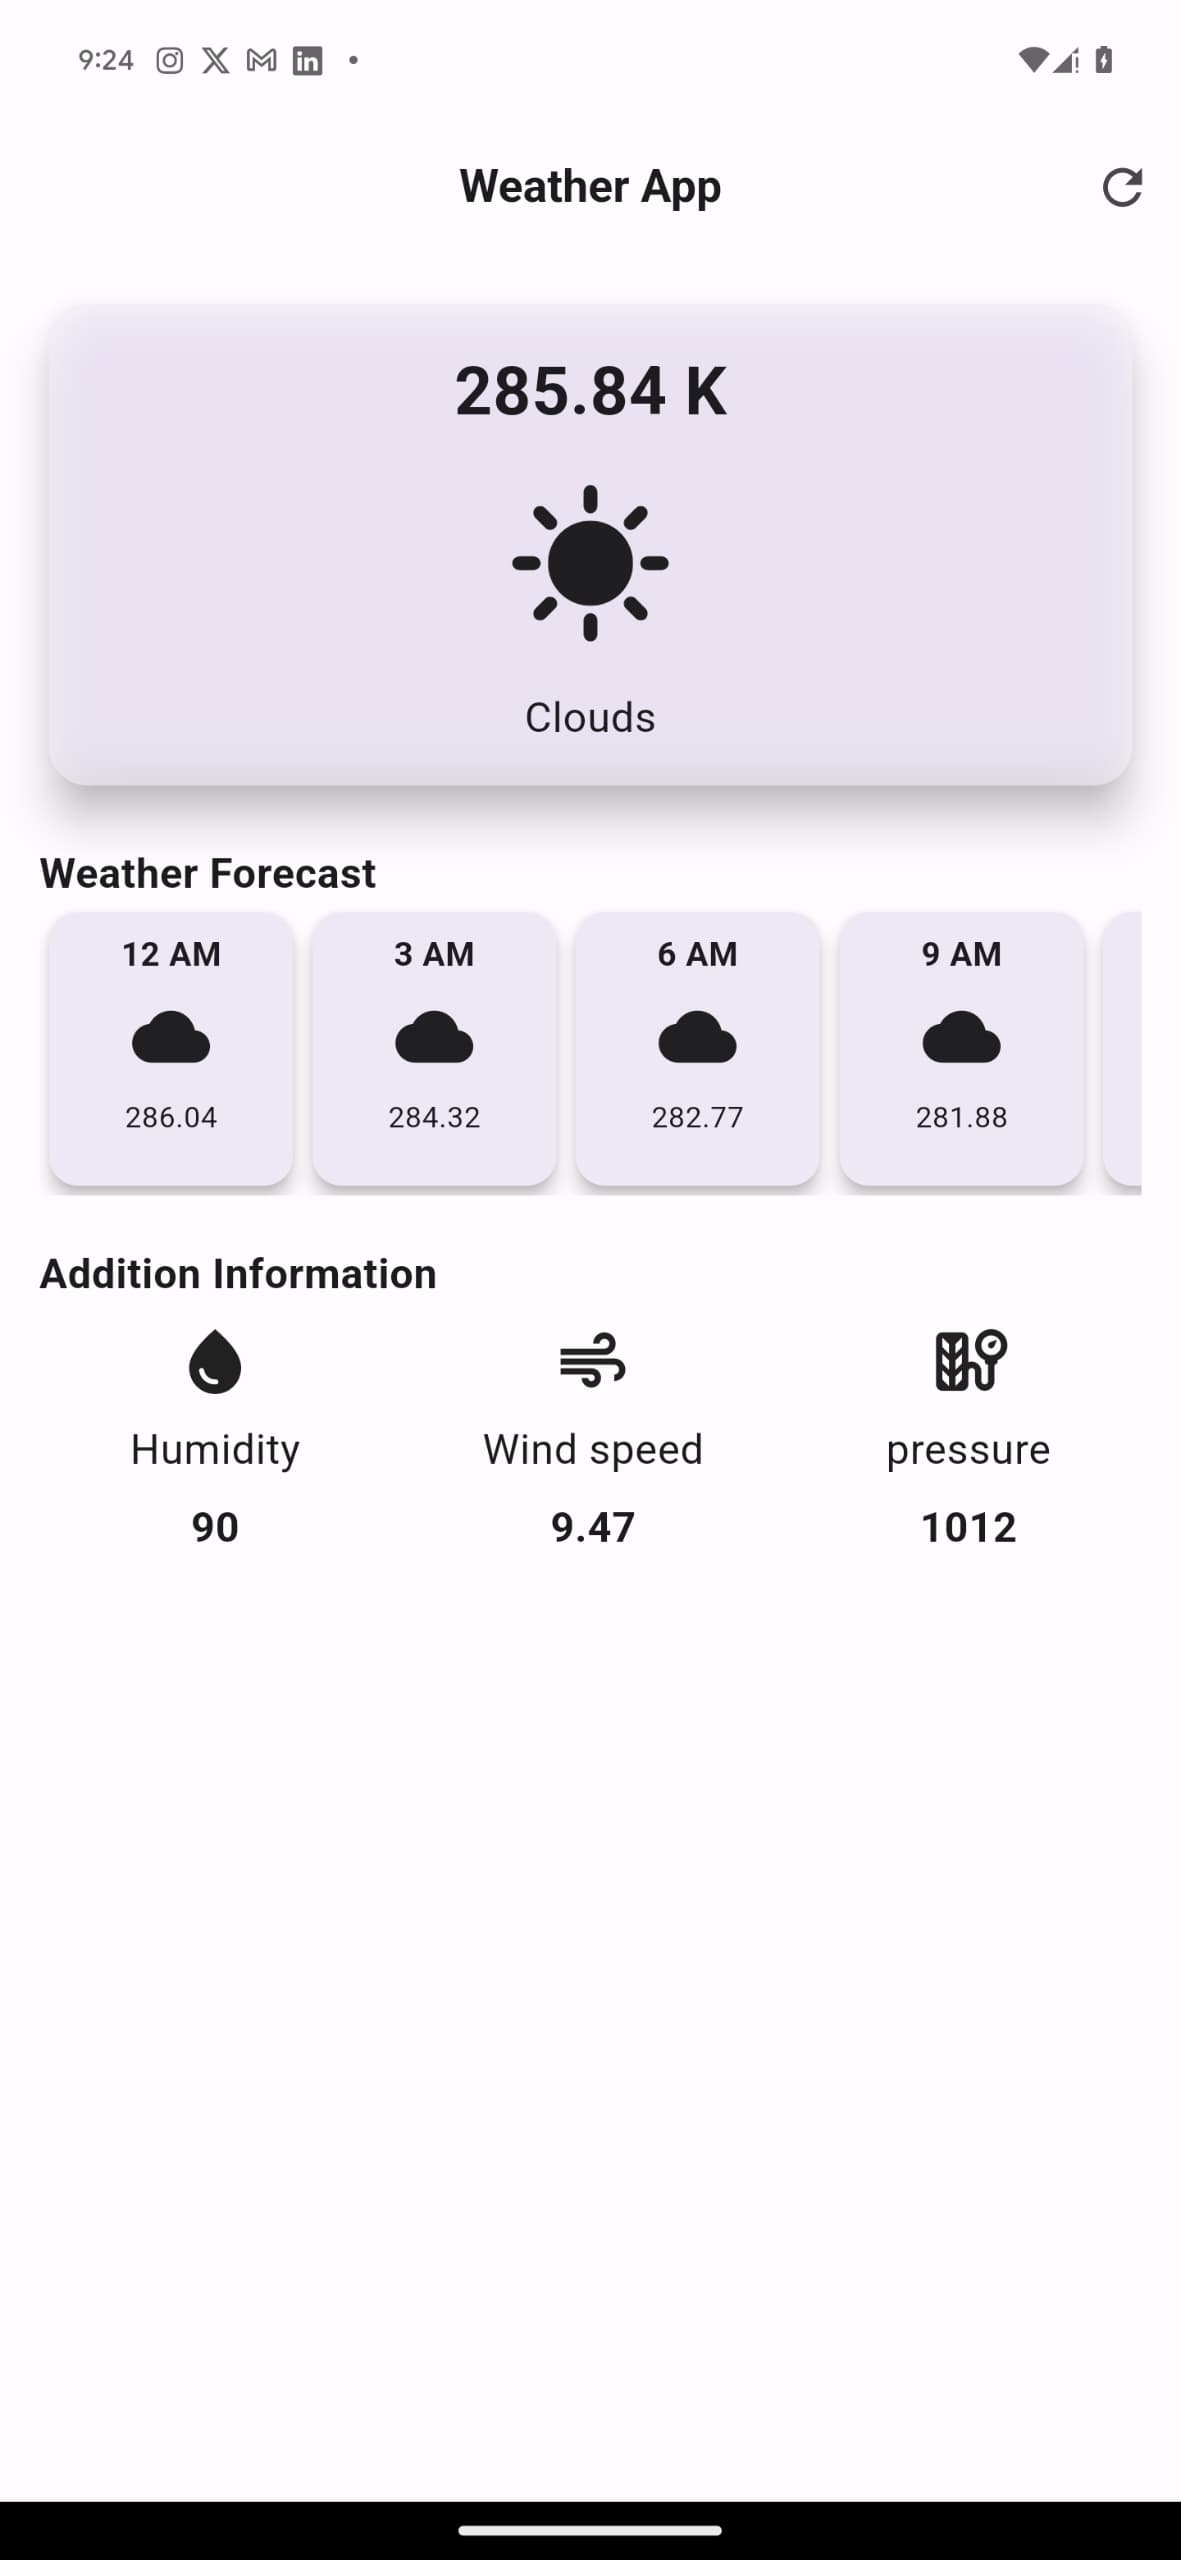 9:24
Weather App
285.84 K
Clouds
Weather Forecast
12 AM 3 AM 6 AM 9 AM
286.04 284.32 282.77 281.88
Addition Information
Humidity Wind speed pressure
90 9.47 1012